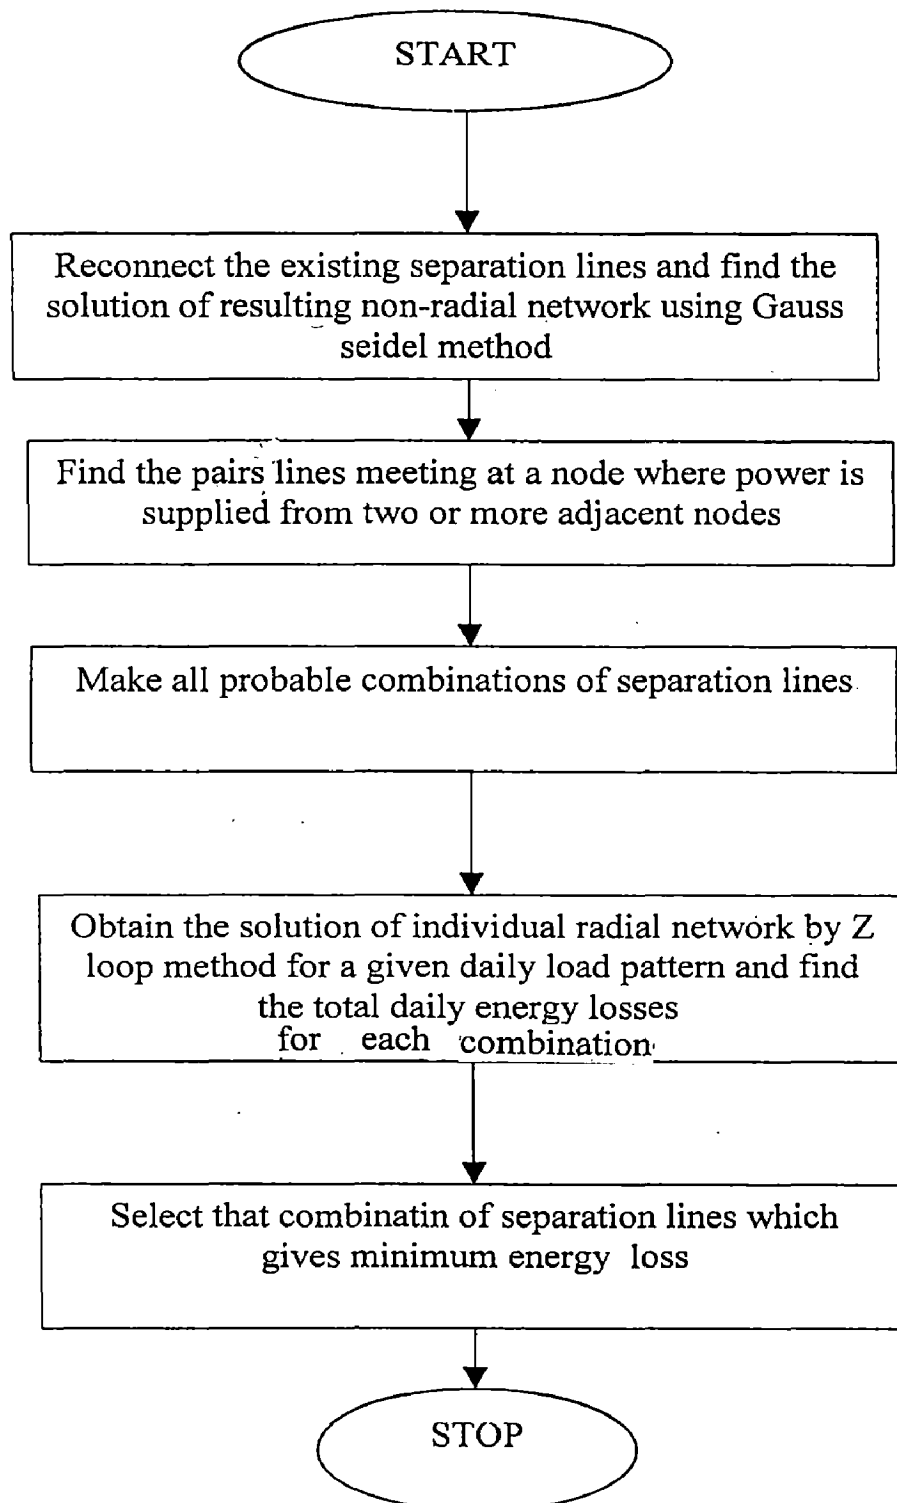 START
Reconnect the existing separation lines and find the
solution of resulting non-radial network using Gauss
seidel method
Find the pairs lines meeting at a node where power is
supplied from two or more adjacent nodes
Make all probable combinations of separation lines
Obtain the solution of individual radial network by Z
loop method for a given daily load pattern and find
the total daily energy losses
for each combination
Select that combinatin of separation lines which
gives minimum energy loss
STOP